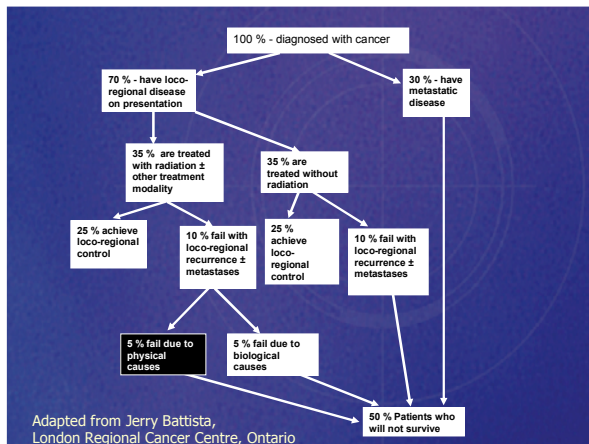 100 % - diagnosed with cancer
70 % - have loco-
regional disease
on presentation
30 % - have
metastatic
disease
35 % are treated
with radiation ±
other treatment
modality
35 % are
treated without
radiation
25 % achieve
loco-regional
control
10 % fail with
loco-regional
recurrence ±
metastases
25 %
achieve loco-
regional
control
10 % fail with
loco-regional
recurrence ±
metastases
5 % fail due to
physical
causes
5 % fail due to
biological
causes
50 % Patients who
will not survive
Adapted from Jerry Battista,
London Regional Cancer Centre, Ontario